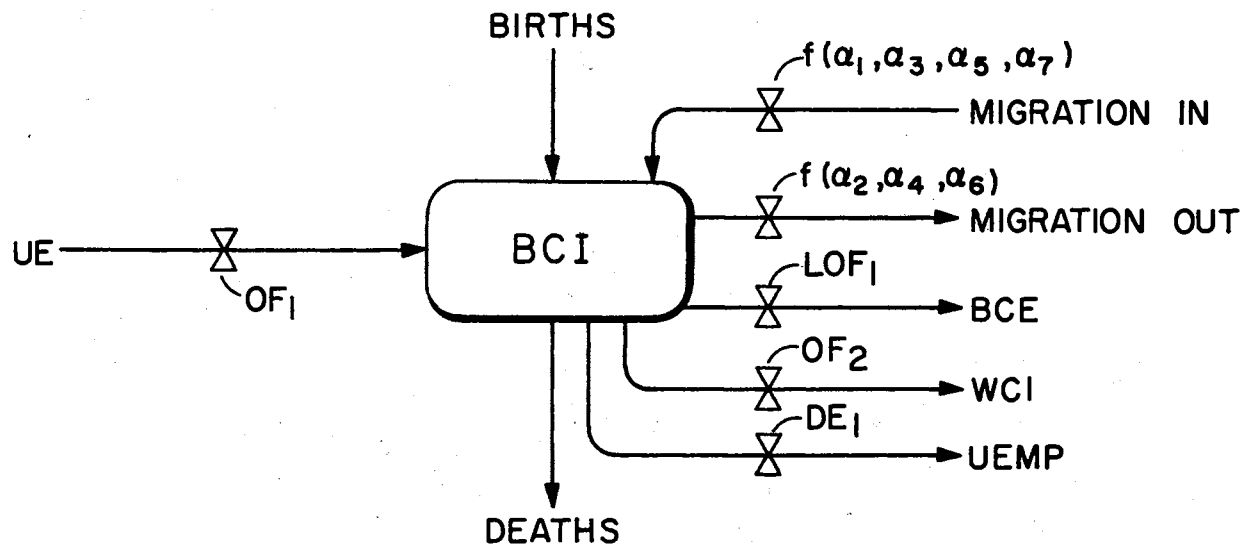 BIRTHS
f(α₁,α₃,α₅,α₇)
MIGRATION IN
f(α₂,α₄,α₆)
MIGRATION OUT
UE
OF₁
BCI
LOF₁
BCE
OF₂
WCI
DE₁
UEMP
DEATHS